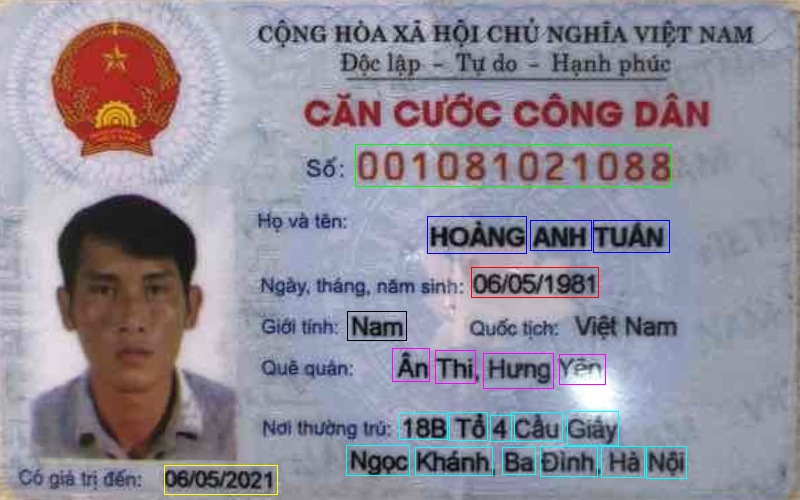 CỘNG HÒA XÃ HỘI CHỦ NGHĨA VIỆT NAM
Độc lập - Tự do - Hạnh phúc
CĂN CƯỚC CÔNG DÂN
Số: 001081021088
Họ và tên: HOÀNG ANH TUẤN
Ngày, tháng, năm sinh: 06/05/1981
Giới tính: Nam Quốc tịch: Việt Nam
Quê quán: Ân Thi, Hưng Yên
Nơi thường trú: 18B Tổ 4 Cầu Giấy
Ngọc Khánh, Ba Đình, Hà Nội
Có giá trị đến: 06/05/2021